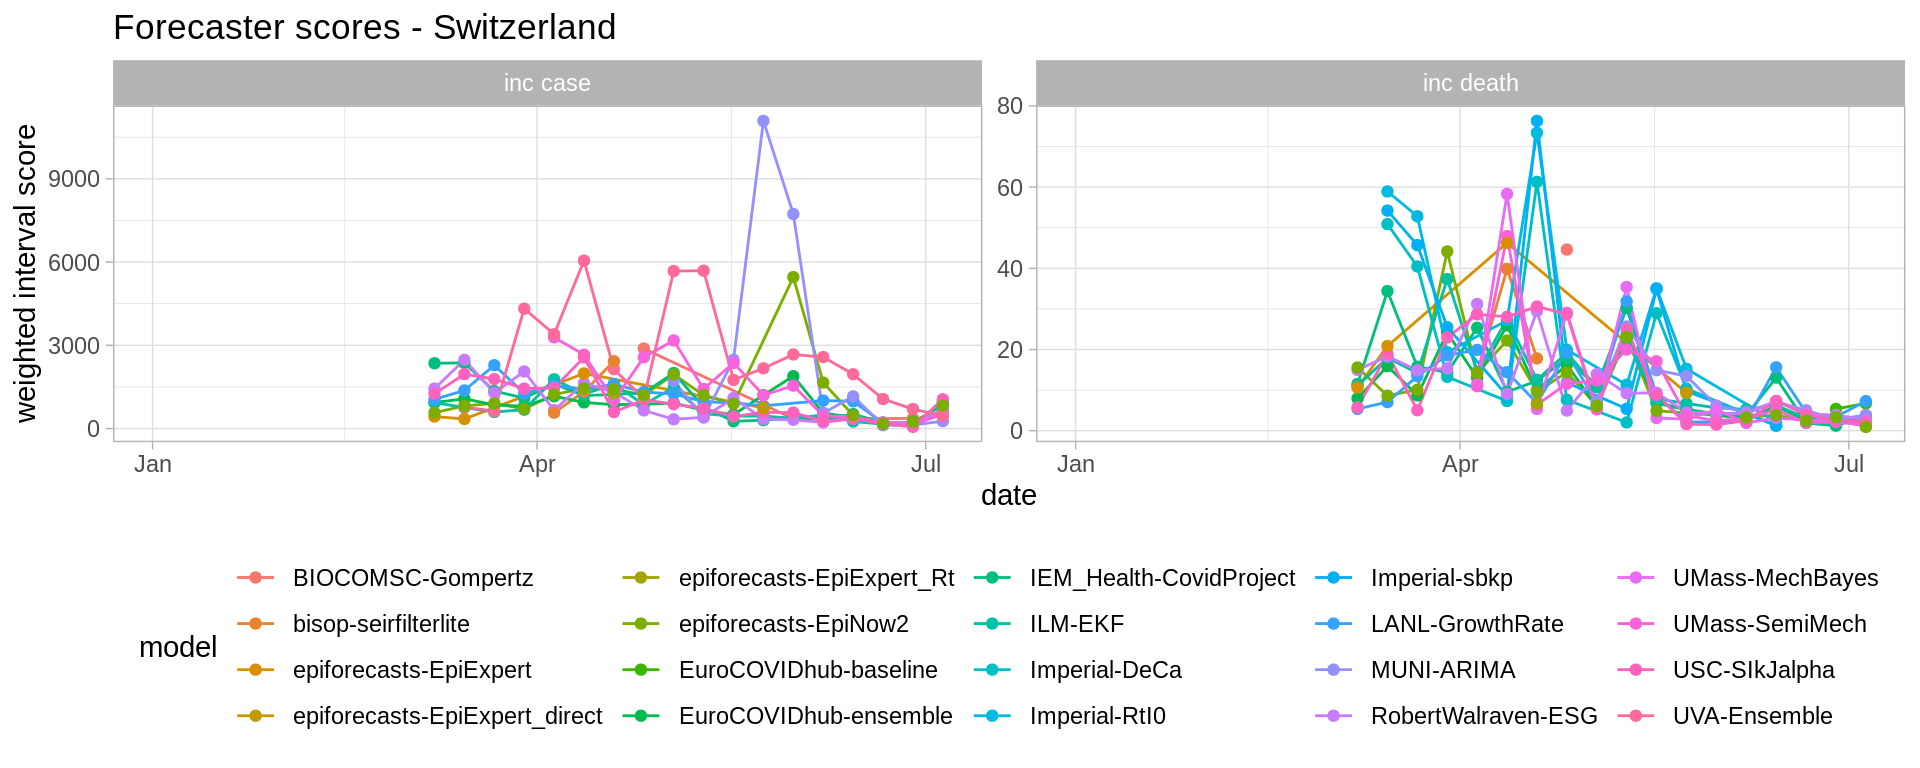 Forecaster scores - Switzerland
inc case
inc death
weighted interval score
9000
6000
3000
0
80
60
40
20
0
Jan
Apr
Jul
Jan
Apr
Jul
date
model
BIOCOMSC-Gompertz
bisop-seirfilterlite
epiforecasts-EpiExpert
epiforecasts-EpiExpert_direct
epiforecasts-EpiExpert_Rt
epiforecasts-EpiNow2
EuroCOVIDhub-baseline
EuroCOVIDhub-ensemble
IEM_Health-CovidProject
ILM-EKF
Imperial-DeCa
Imperial-RtI0
Imperial-sbkp
LANL-GrowthRate
MUNI-ARIMA
RobertWalraven-ESG
UMass-MechBayes
UMass-SemiMech
USC-SIkJalpha
UVA-Ensemble